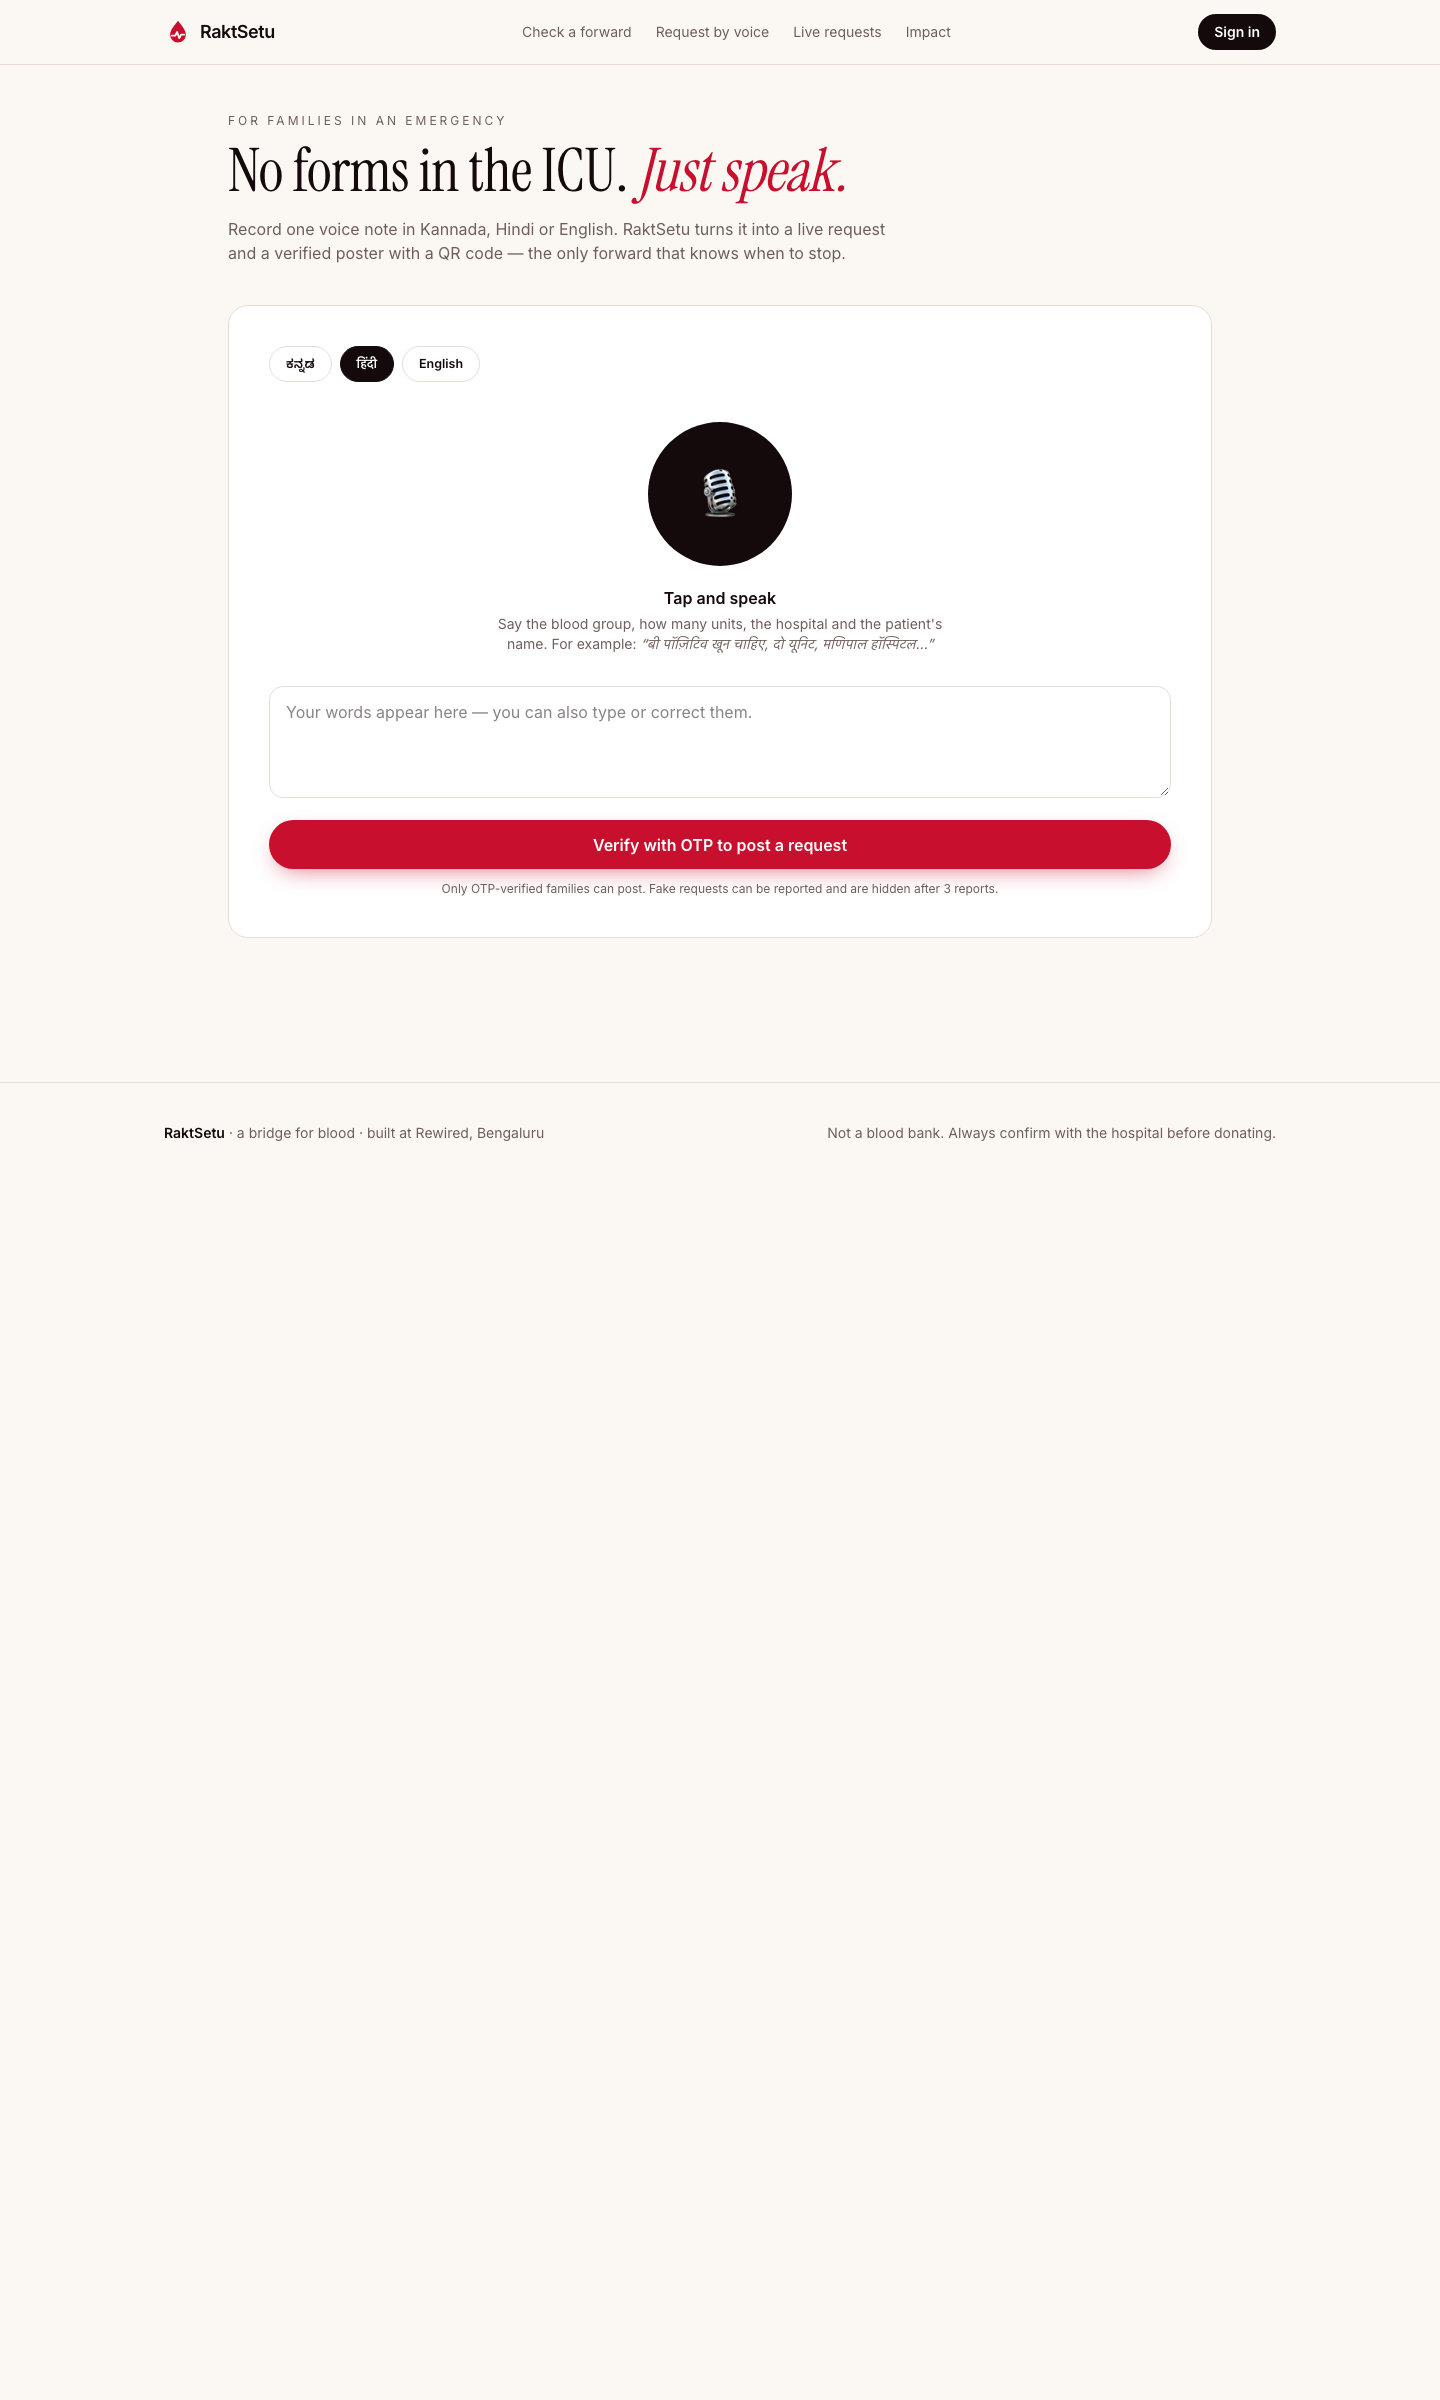 RaktSetu
Check a forward
Request by voice
Live requests
Impact
Sign in
FOR FAMILIES IN AN EMERGENCY
No forms in the ICU. Just speak.
Record one voice note in Kannada, Hindi or English. RaktSetu turns it into a live request
and a verified poster with a QR code — the only forward that knows when to stop.
ಕನ್ನಡ
हिंदी
English
Tap and speak
Say the blood group, how many units, the hospital and the patient's
name. For example: “बी पॉज़िटिव खून चाहिए, दो यूनिट, मणिपाल हॉस्पिटल…”
Your words appear here — you can also type or correct them.
Verify with OTP to post a request
Only OTP-verified families can post. Fake requests can be reported and are hidden after 3 reports.
RaktSetu · a bridge for blood · built at Rewired, Bengaluru
Not a blood bank. Always confirm with the hospital before donating.